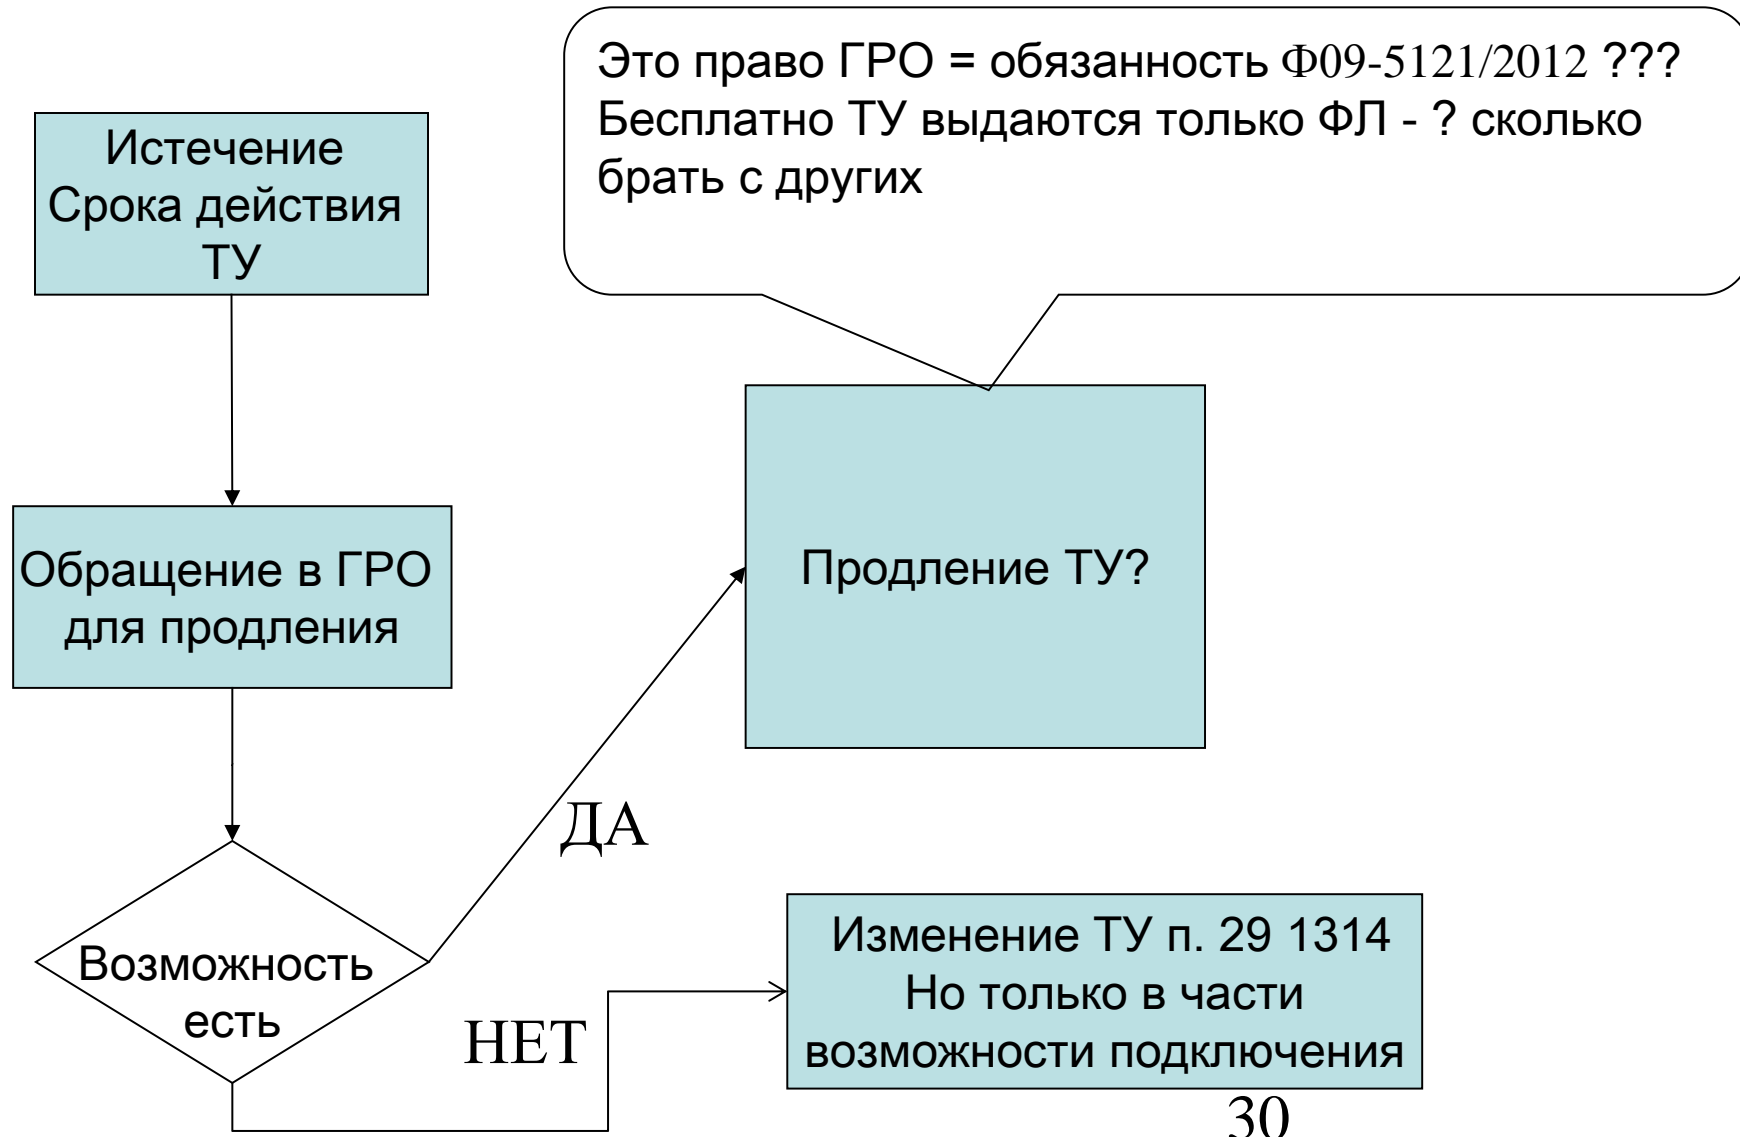 Это право ГРО = обязанность Ф09-5121/2012 ???
Бесплатно ТУ выдаются только ФЛ - ? сколько
брать с других
Истечение
Срока действия
ТУ
Обращение в ГРО
для продления
Продление ТУ?
ДА
Возможность
есть
НЕТ
Изменение ТУ п. 29 1314
Но только в части
возможности подключения
30